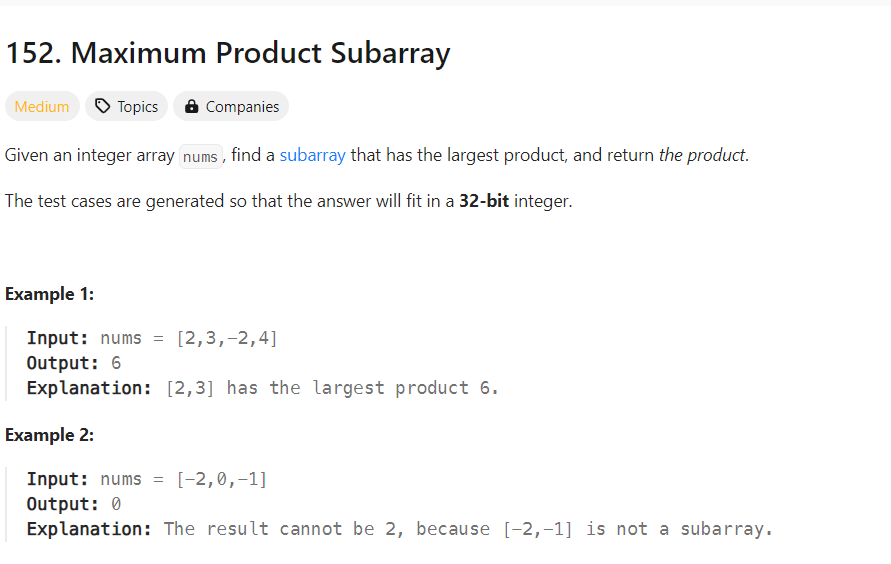 152. Maximum Product Subarray
Medium Topics Companies
Given an integer array nums, find a subarray that has the largest product, and return the product.
The test cases are generated so that the answer will fit in a 32-bit integer.
Example 1:
Input: nums = [2,3,-2,4]
Output: 6
Explanation: [2,3] has the largest product 6.
Example 2:
Input: nums = [-2,0,-1]
Output: 0
Explanation: The result cannot be 2, because [-2,-1] is not a subarray.